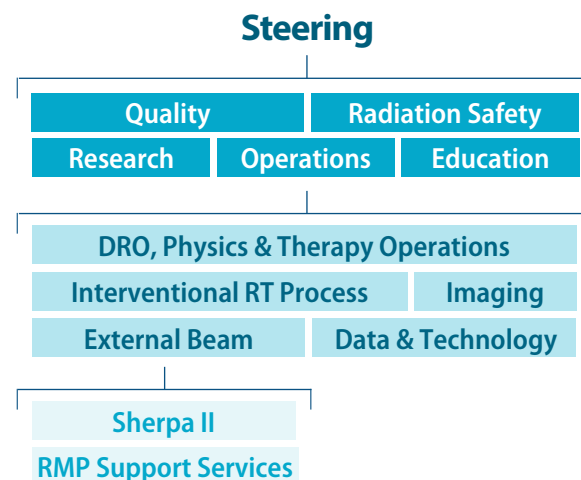 Steering
Quality Radiation Safety
Research Operations Education
DRO, Physics & Therapy Operations
Interventional RT Process Imaging
External Beam Data & Technology
Sherpa II
RMP Support Services